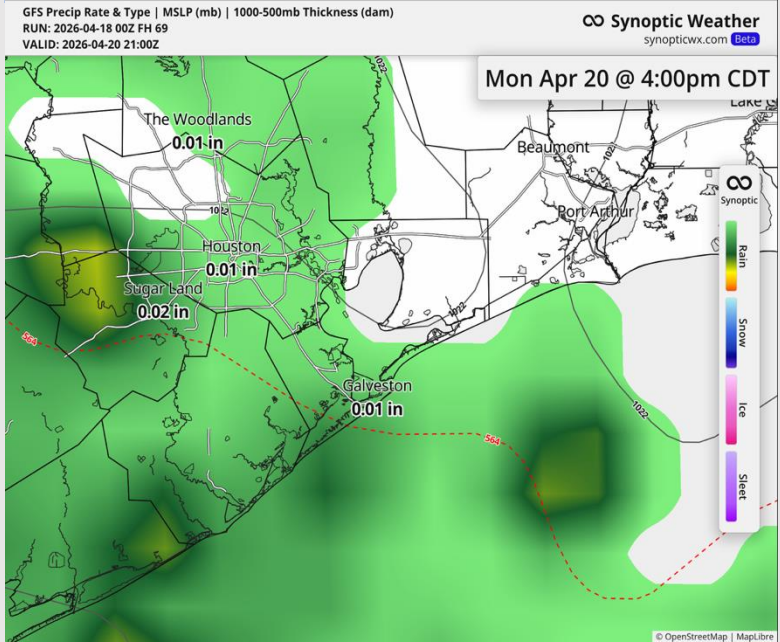 GFS Precip Rate & Type | MSLP (mb) | 1000-500mb Thickness (dam)
RUN: 2026-04-18 00Z FH 69
VALID: 2026-04-20 21:00Z
Synoptic Weather
synopticwx.com Beta
Mon Apr 20 @ 4:00pm CDT
1022
Lake
The Woodlands
0.01 in
Beaumont
Synoptic
Port Arthur
Houston
0.01 in
Rain
Sugar Land
0.02 in
1022
Snow
564
Galveston
0.01 in
Ice
1022
564
Sleet
© OpenStreetMap | MapLibre